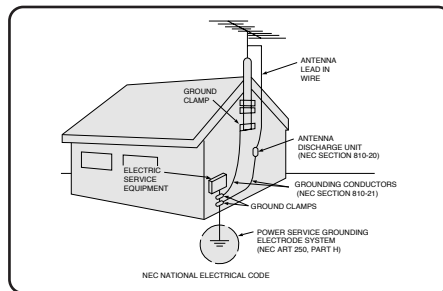 ANTENNA
LEAD IN
WIRE
GROUND
CLAMP
ANTENNA
DISCHARGE UNIT
(NEC SECTION 810-20)
ELECTRIC
SERVICE
EQUIPMENT
GROUNDING CONDUCTORS
(NEC SECTION 810-21)
GROUND CLAMPS
POWER SERVICE GROUNDING
ELECTRODE SYSTEM
(NEC ART 250, PART H)
NEC NATIONAL ELECTRICAL CODE